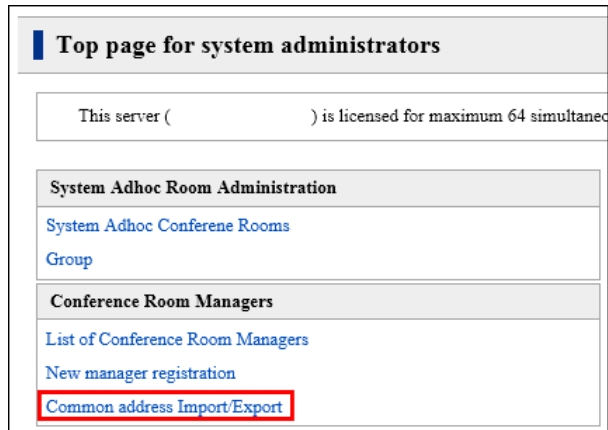 Top page for system administrators
This server ( ) is licensed for maximum 64 simultaneo
System Adhoc Room Administration
System Adhoc Conferene Rooms
Group
Conference Room Managers
List of Conference Room Managers
New manager registration
Common address Import/Export